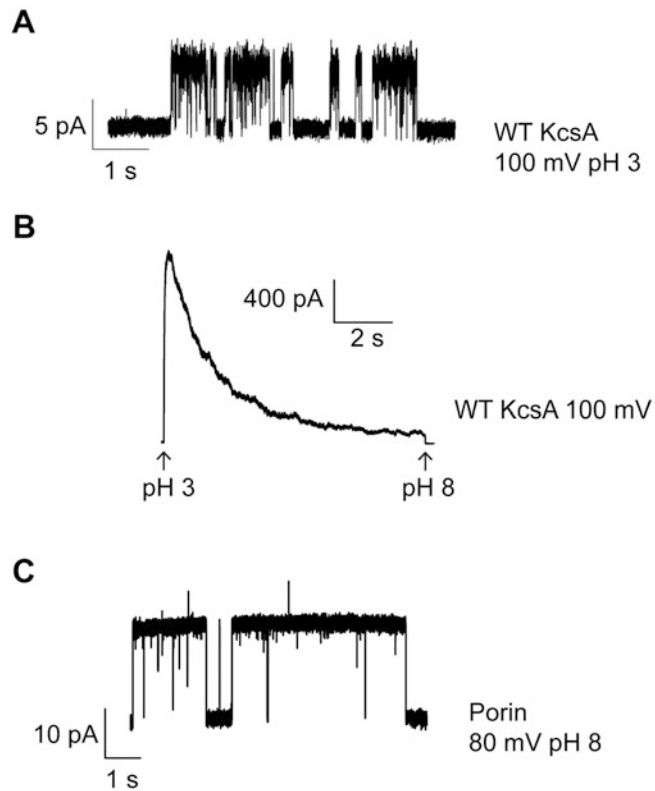 A
5 pA
1 s
WT KcsA
100 mV pH 3
B
400 pA
2 s
WT KcsA 100 mV
pH 3
pH 8
C
10 pA
1 s
Porin
80 mV pH 8